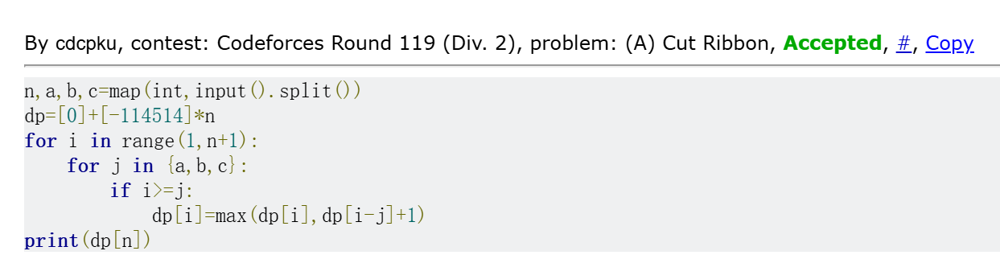 By cdcpku, contest: Codeforces Round 119 (Div. 2), problem: (A) Cut Ribbon, Accepted, #, Copy
n,a,b,c=map(int,input().split())
dp=[0]+[-114514]*n
for i in range(1,n+1):
    for j in {a,b,c}:
        if i>=j:
            dp[i]=max(dp[i],dp[i-j]+1)
print(dp[n])